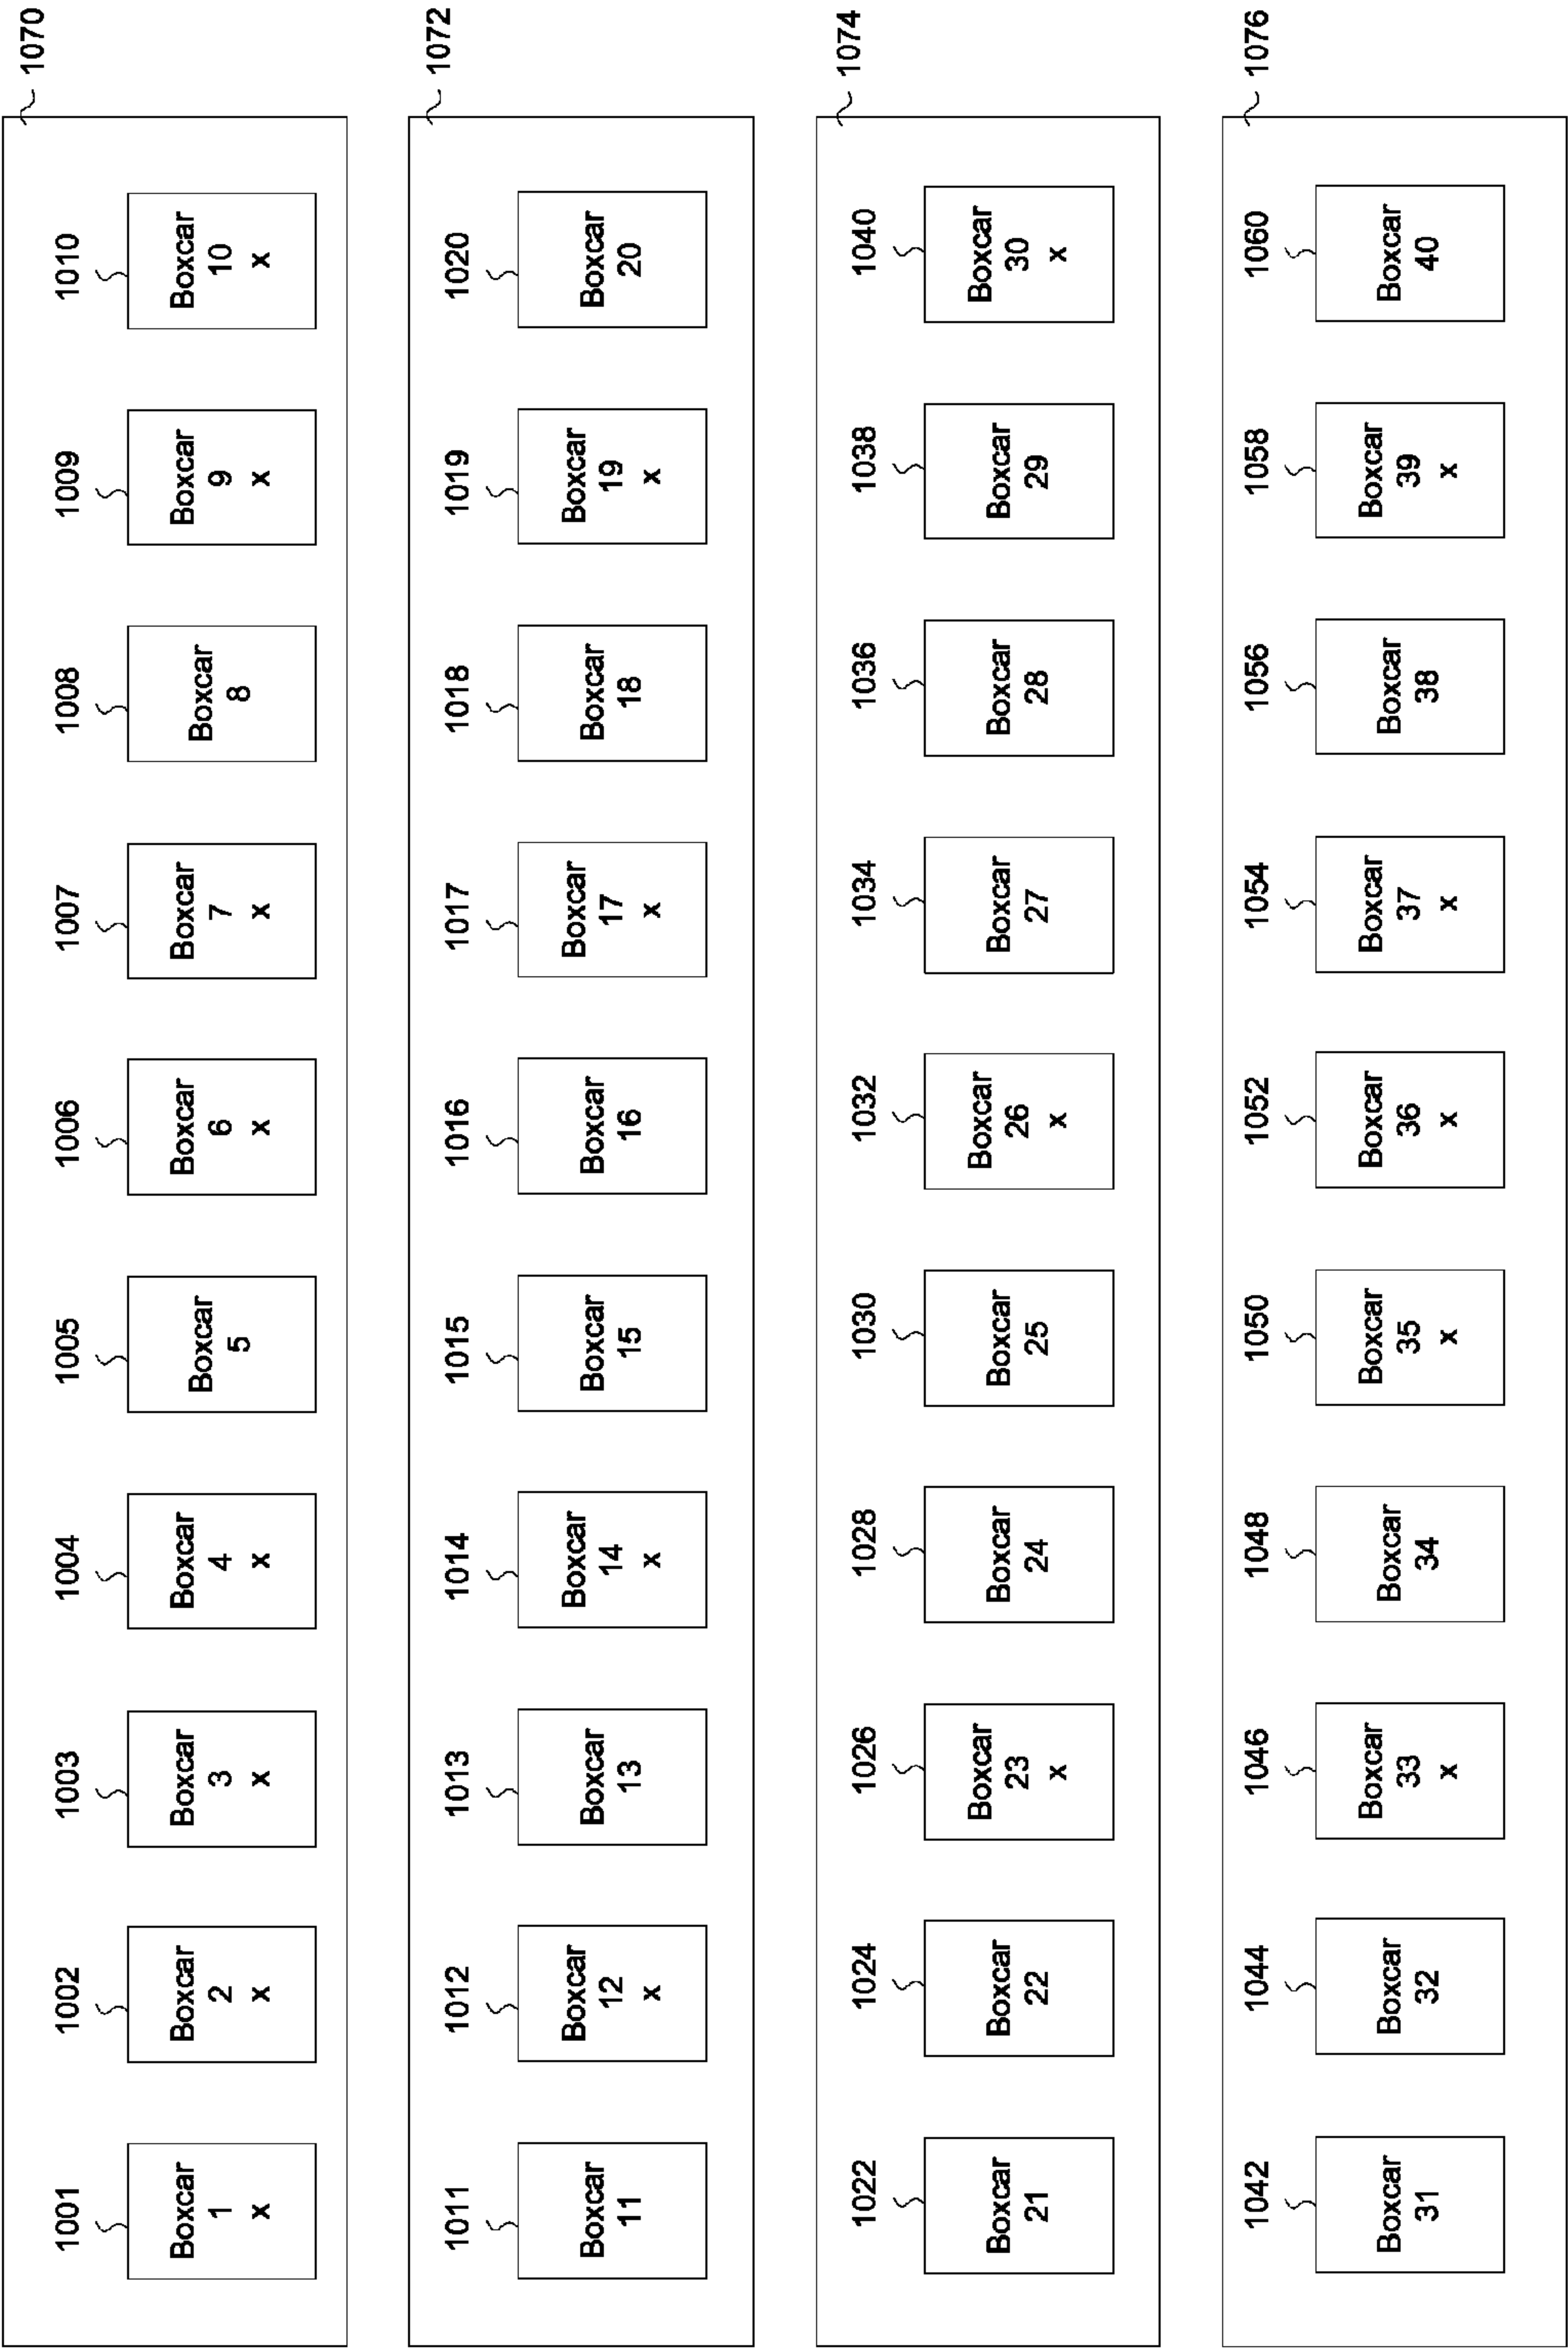 1070
1001
Boxcar
1
x
1002
Boxcar
2
x
1003
Boxcar
3
x
1004
Boxcar
4
x
1005
Boxcar
5
1006
Boxcar
6
x
1007
Boxcar
7
x
1008
Boxcar
8
1009
Boxcar
9
x
1010
Boxcar
10
x
1072
1011
Boxcar
11
1012
Boxcar
12
x
1013
Boxcar
13
1014
Boxcar
14
x
1015
Boxcar
15
1016
Boxcar
16
1017
Boxcar
17
x
1018
Boxcar
18
1019
Boxcar
19
x
1020
Boxcar
20
1074
1022
Boxcar
21
1024
Boxcar
22
1026
Boxcar
23
x
1028
Boxcar
24
1030
Boxcar
25
1032
Boxcar
26
x
1034
Boxcar
27
1036
Boxcar
28
1038
Boxcar
29
1040
Boxcar
30
x
1076
1042
Boxcar
31
1044
Boxcar
32
1046
Boxcar
33
x
1048
Boxcar
34
1050
Boxcar
35
x
1052
Boxcar
36
x
1054
Boxcar
37
x
1056
Boxcar
38
1058
Boxcar
39
x
1060
Boxcar
40